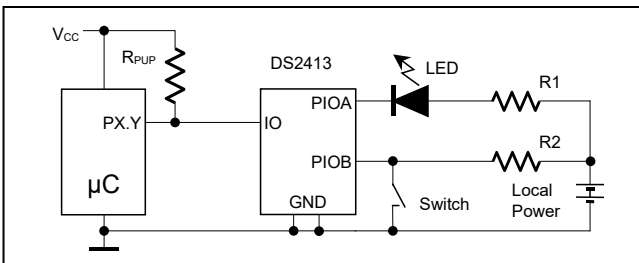 VCC
RPUP
DS2413
LED
R1
PIOA
PX.Y
IO
R2
PIOB
µC
GND
Switch
Local
Power